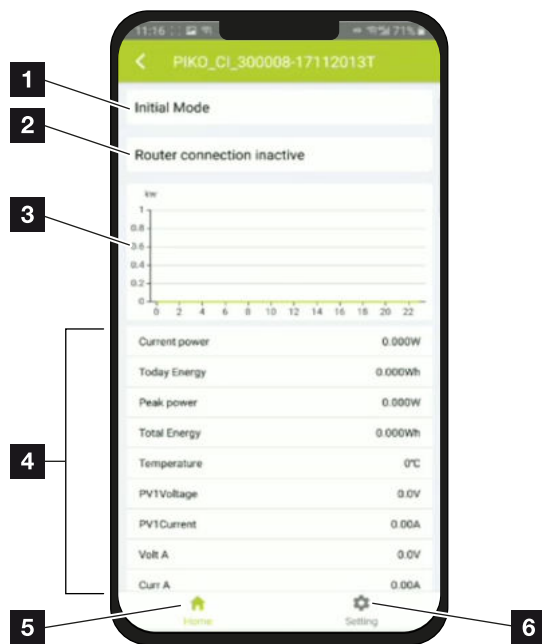 11:16 71%
PIKO_CI_300008-17112013T
1
Initial Mode
2
Router connection inactive
3
kw
1
0.8
0.6
0.4
0.2
0
0 2 4 6 8 10 12 14 16 18 20 22
4
Current power 0.000W
Today Energy 0.000Wh
Peak power 0.000W
Total Energy 0.000Wh
Temperature 0℃
PV1Voltage 0.0V
PV1Current 0.00A
Volt A 0.0V
Curr A 0.00A
5
Home
Setting
6